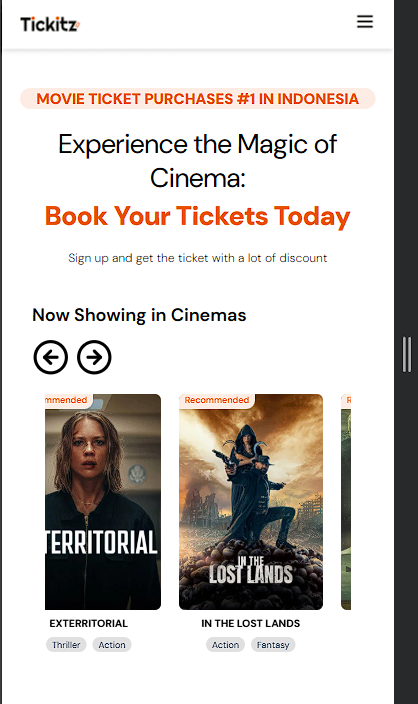 Tickitz
MOVIE TICKET PURCHASES #1 IN INDONESIA
Experience the Magic of
Cinema:
Book Your Tickets Today
Sign up and get the ticket with a lot of discount
Now Showing in Cinemas
mmended
Recommended
R
TERRITORIAL
IN THE
LOST LANDS
EXTERRITORIAL
IN THE LOST LANDS
Thriller
Action
Action
Fantasy